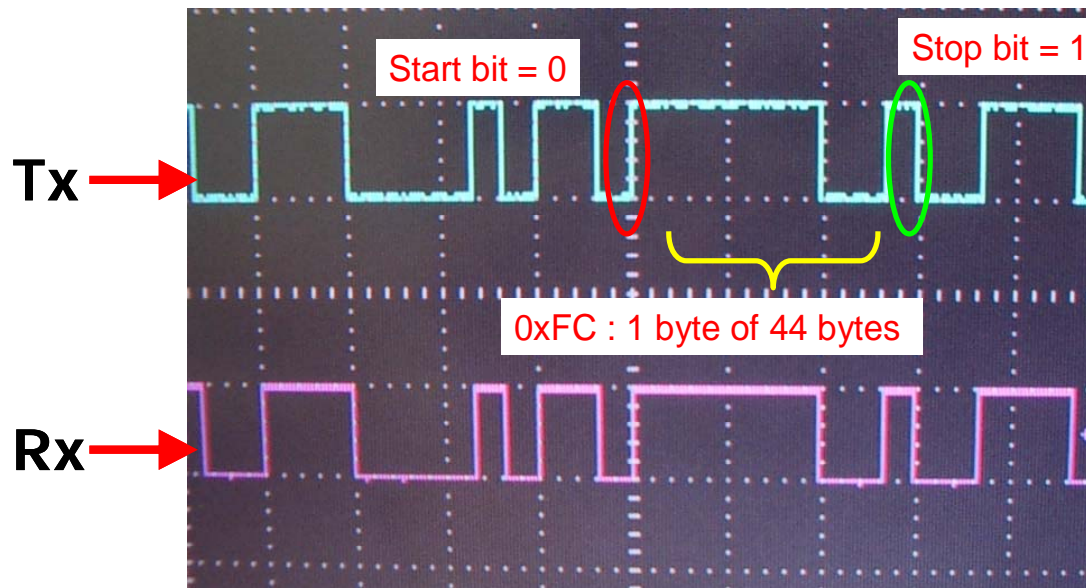 Start bit = 0
Stop bit = 1
Tx
0xFC : 1 byte of 44 bytes
Rx